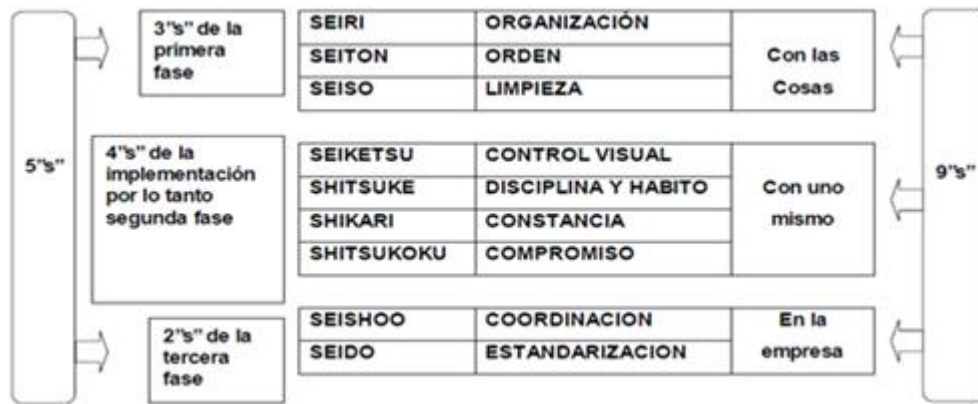 5"s"
3"s" de la
primera
fase
SEIRI ORGANIZACIÓN
SEITON ORDEN
SEISO LIMPIEZA
Con las
Cosas
4"s" de la
implementación
por lo tanto
segunda fase
SEIKETSU CONTROL VISUAL
SHITSUKE DISCIPLINA Y HABITO
SHIKARI CONSTANCIA
SHITSUKOKU COMPROMISO
Con uno
mismo
2"s" de la
tercera
fase
SEISHOO COORDINACION
SEIDO ESTANDARIZACION
En la
empresa
9"s"